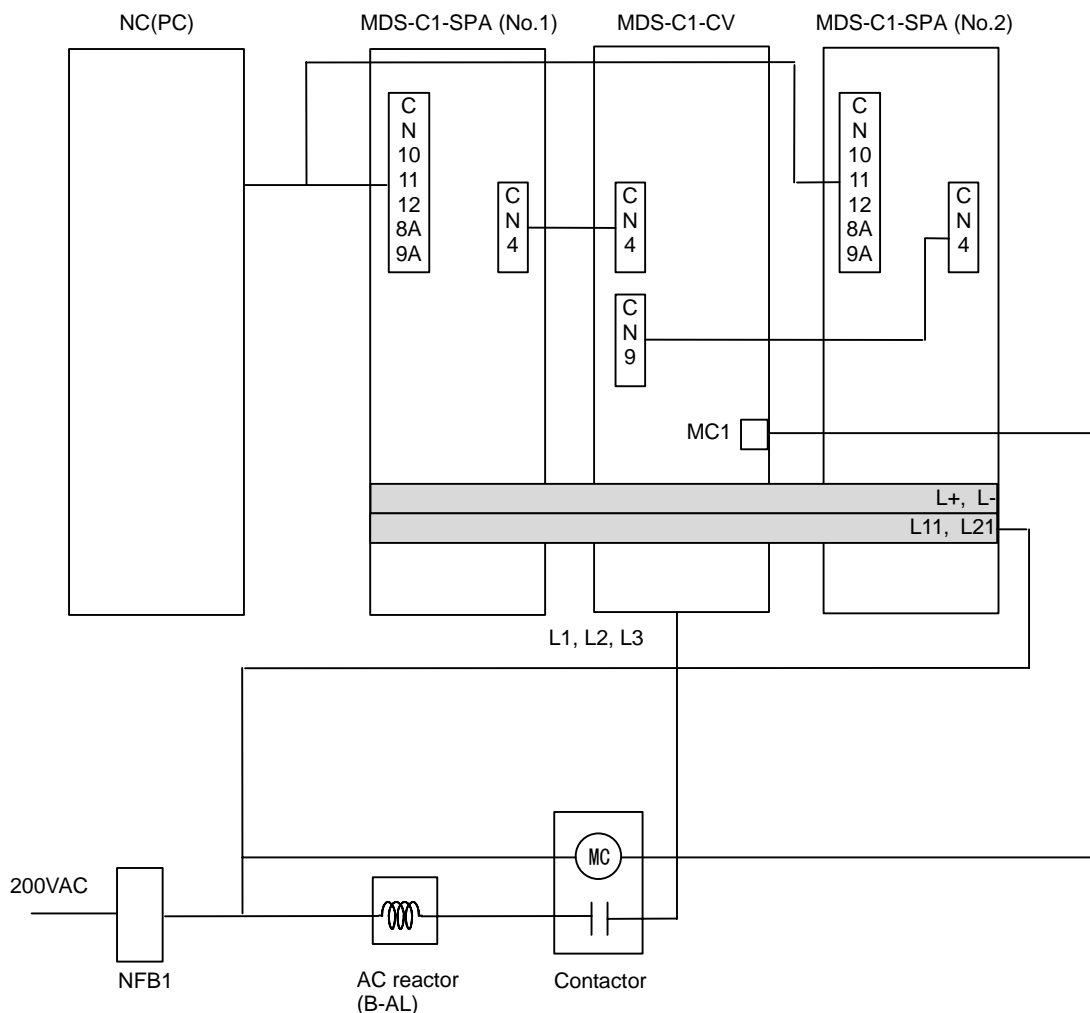 NC(PC)
MDS-C1-SPA (No.1)
MDS-C1-CV
MDS-C1-SPA (No.2)
C
N
10
11
12
8A
9A
C
N
4
C
N
4
C
N
9
C
N
10
11
12
8A
9A
C
N
4
MC1
L+, L-
L11, L21
L1, L2, L3
MC
200VAC
NFB1
AC reactor
(B-AL)
Contactor